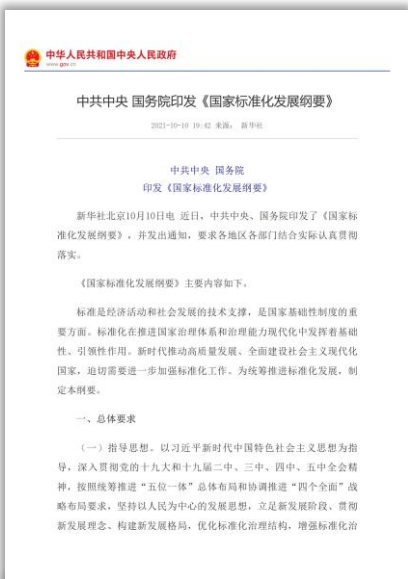 中华人民共和国中央人民政府
www.gov.cn
中共中央 国务院印发《国家标准化发展纲要》
2021-10-10 19:42 来源： 新华社
中共中央 国务院
印发《国家标准化发展纲要》
新华社北京10月10日电 近日，中共中央、国务院印发了《国家标
准化发展纲要》，并发出通知，要求各地区各部门结合实际认真贯彻
落实。
《国家标准化发展纲要》主要内容如下。
标准是经济活动和社会发展的技术支撑，是国家基础性制度的重
要方面。标准化在推进国家治理体系和治理能力现代化中发挥着基础
性、引领性作用。新时代推动高质量发展、全面建设社会主义现代化
国家，迫切需要进一步加强标准化工作。为统筹推进标准化发展，制
定本纲要。
一、总体要求
（一）指导思想。以习近平新时代中国特色社会主义思想为指
导，深入贯彻党的十九大和十九届二中、三中、四中、五中全会精
神，按照统筹推进“五位一体”总体布局和协调推进“四个全面”战
略布局要求，坚持以人民为中心的发展思想，立足新发展阶段、贯彻
新发展理念、构建新发展格局，优化标准化治理结构，增强标准化治